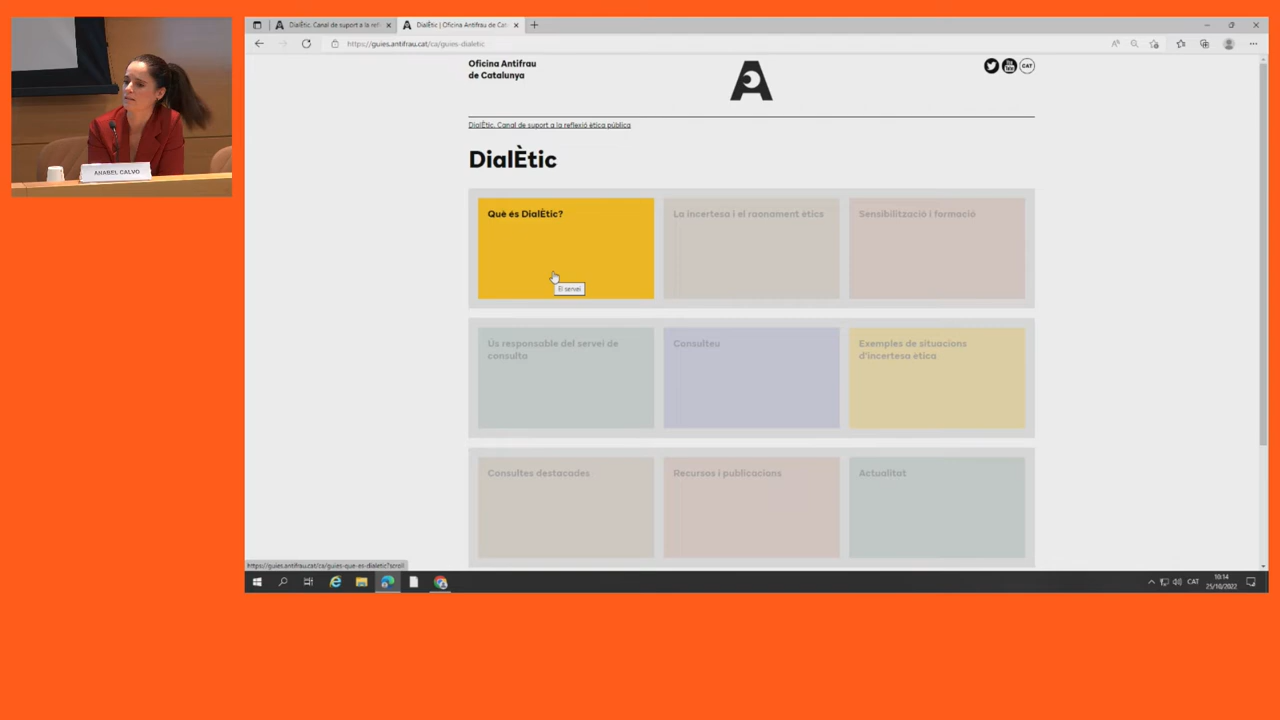 DialÈtic. Canal de suport a la refl
DialÈtic | Oficina Antifrau de Cat
https://guies.antifrau.cat/ca/guies-dialetic
Oficina Antifrau
de Catalunya
A
CAT
DialÈtic. Canal de suport a la reflexió ètica pública
DialÈtic
Què és DialÈtic?
La incertesa i el raonament ètics
Sensibilització i formació
El servei
Ús responsable del servei de
consulta
Consulteu
Exemples de situacions
d'incertesa ètica
Consultes destacades
Recursos i publicacions
Actualitat
https://guies.antifrau.cat/ca/guies-que-es-dialetic?scroll
CAT
10:14
25/10/2022
ANABEL CALVO